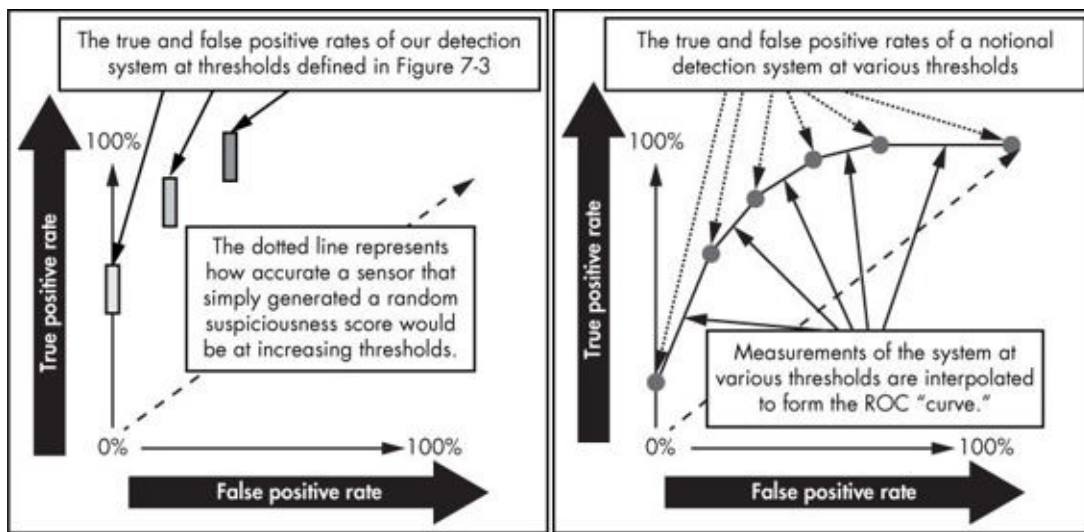 The true and false positive rates of our detection
system at thresholds defined in Figure 7-3
100%
True positive rate
The dotted line represents
how accurate a sensor that
simply generated a random
suspiciousness score would
be at increasing thresholds.
0%
100%
False positive rate
The true and false positive rates of a notional
detection system at various thresholds
100%
True positive rate
Measurements of the system at
various thresholds are interpolated
to form the ROC “curve.”
0%
100%
False positive rate